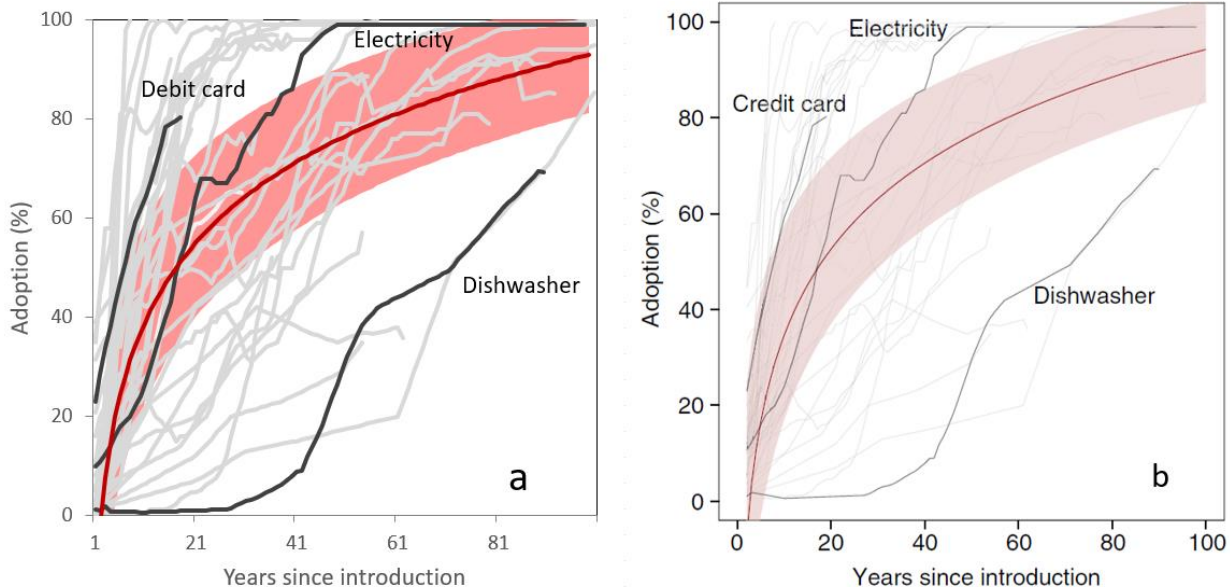 100
80
60
40
20
0
Adoption (%)
Electricity
Debit card
Dishwasher
a
1
21
41
61
81
Years since introduction
100
80
60
40
20
0
Adoption (%)
Electricity
Credit card
Dishwasher
b
0
20
40
60
80
100
Years since introduction